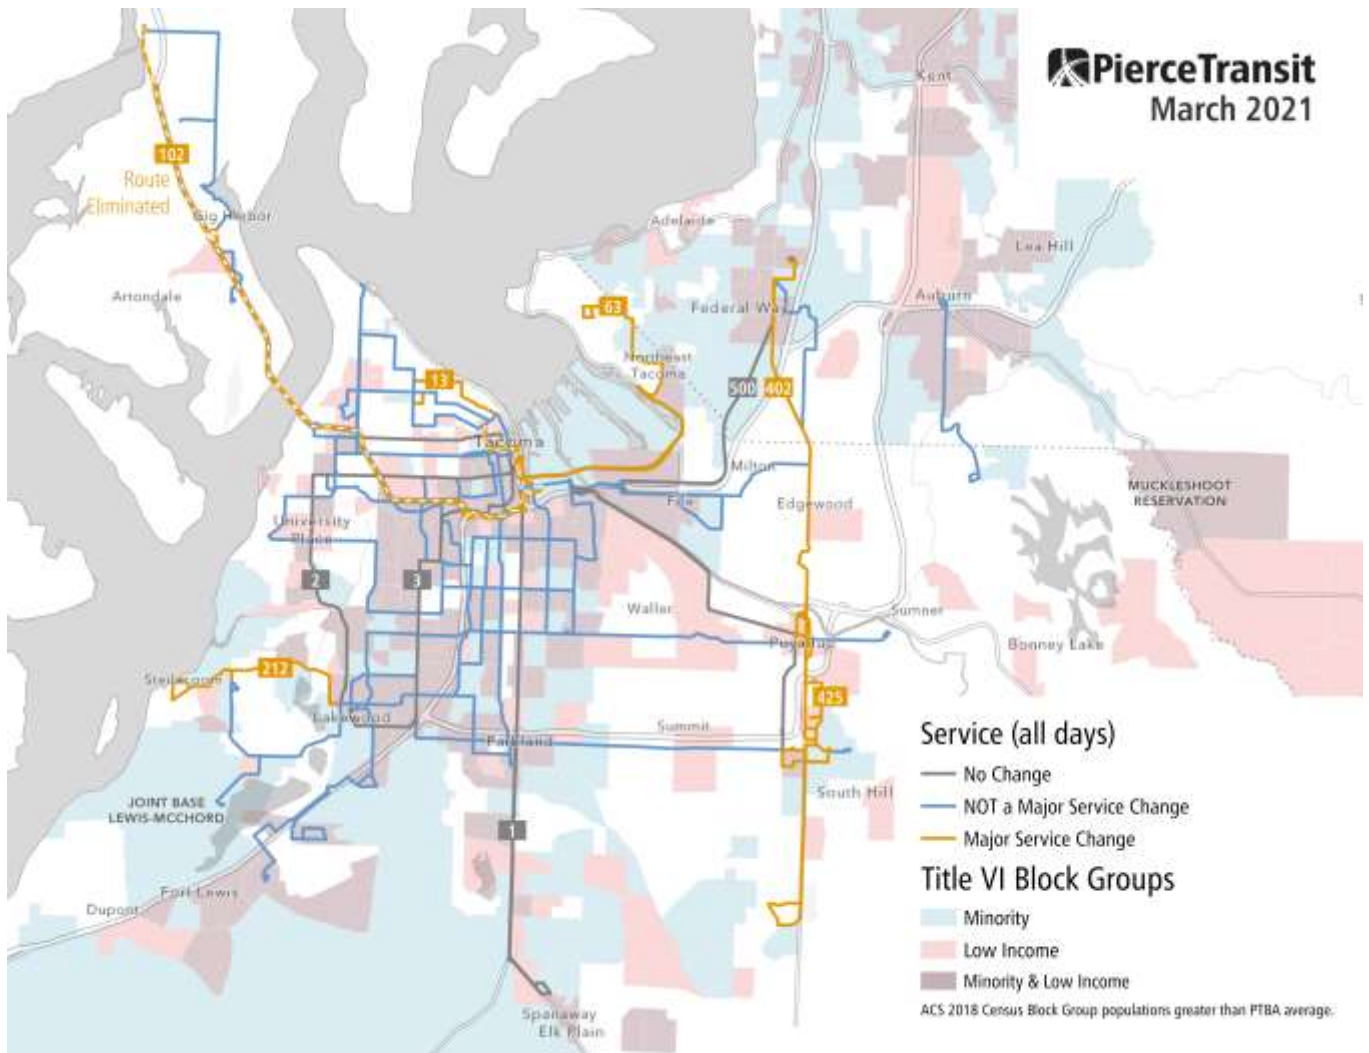 PierceTransit
March 2021
Kent
102
Route
Eliminated
Gig Harbor
Adelaide
Lea Hill
Artondale
Auburn
63
Federal Way
Northeast
Tacoma
13
500
402
Tacoma
Milton
MUCKLESHOOT
RESERVATION
Fife
Edgewood
University
Place
2
3
Waller
Sumner
Puyallup
Bonney Lake
212
Steilacoom
425
Lakewood
Summit
Parkland
South Hill
JOINT BASE
LEWIS-MCCHORD
1
Fort Lewis
Dupont
Spanaway
Elk Plain
Service (all days)
No Change
NOT a Major Service Change
Major Service Change
Title VI Block Groups
Minority
Low Income
Minority & Low Income
ACS 2018 Census Block Group populations greater than PTBA average.